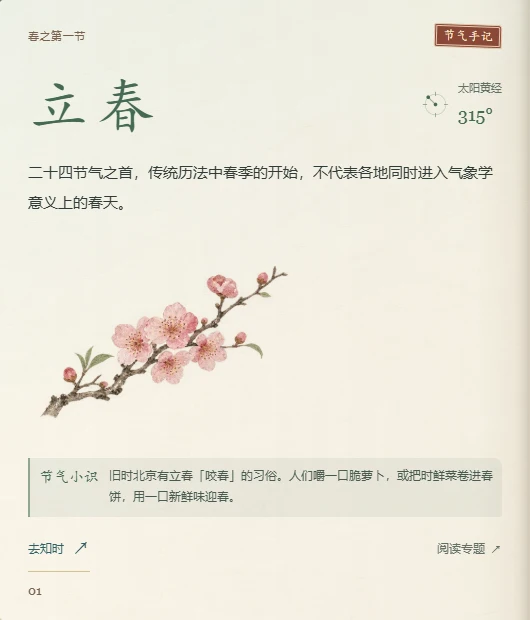 春之第一节
节气手记
立春
太阳黄经
315°
二十四节气之首，传统历法中春季的开始，不代表各地同时进入气象学
意义上的春天。
节气小识
旧时北京有立春「咬春」的习俗。人们嚼一口脆萝卜，或把时鲜菜卷进春
饼，用一口新鲜味迎春。
去知时 ↗
阅读专题 ↗
01